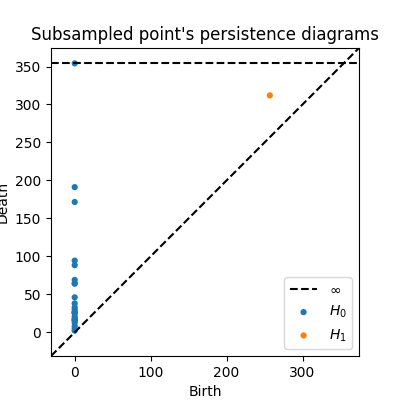 Subsampled point's persistence diagrams
350
300
250
200
150
100
50
0
Death
0 100 200 300
Birth
∞
H₀
H₁